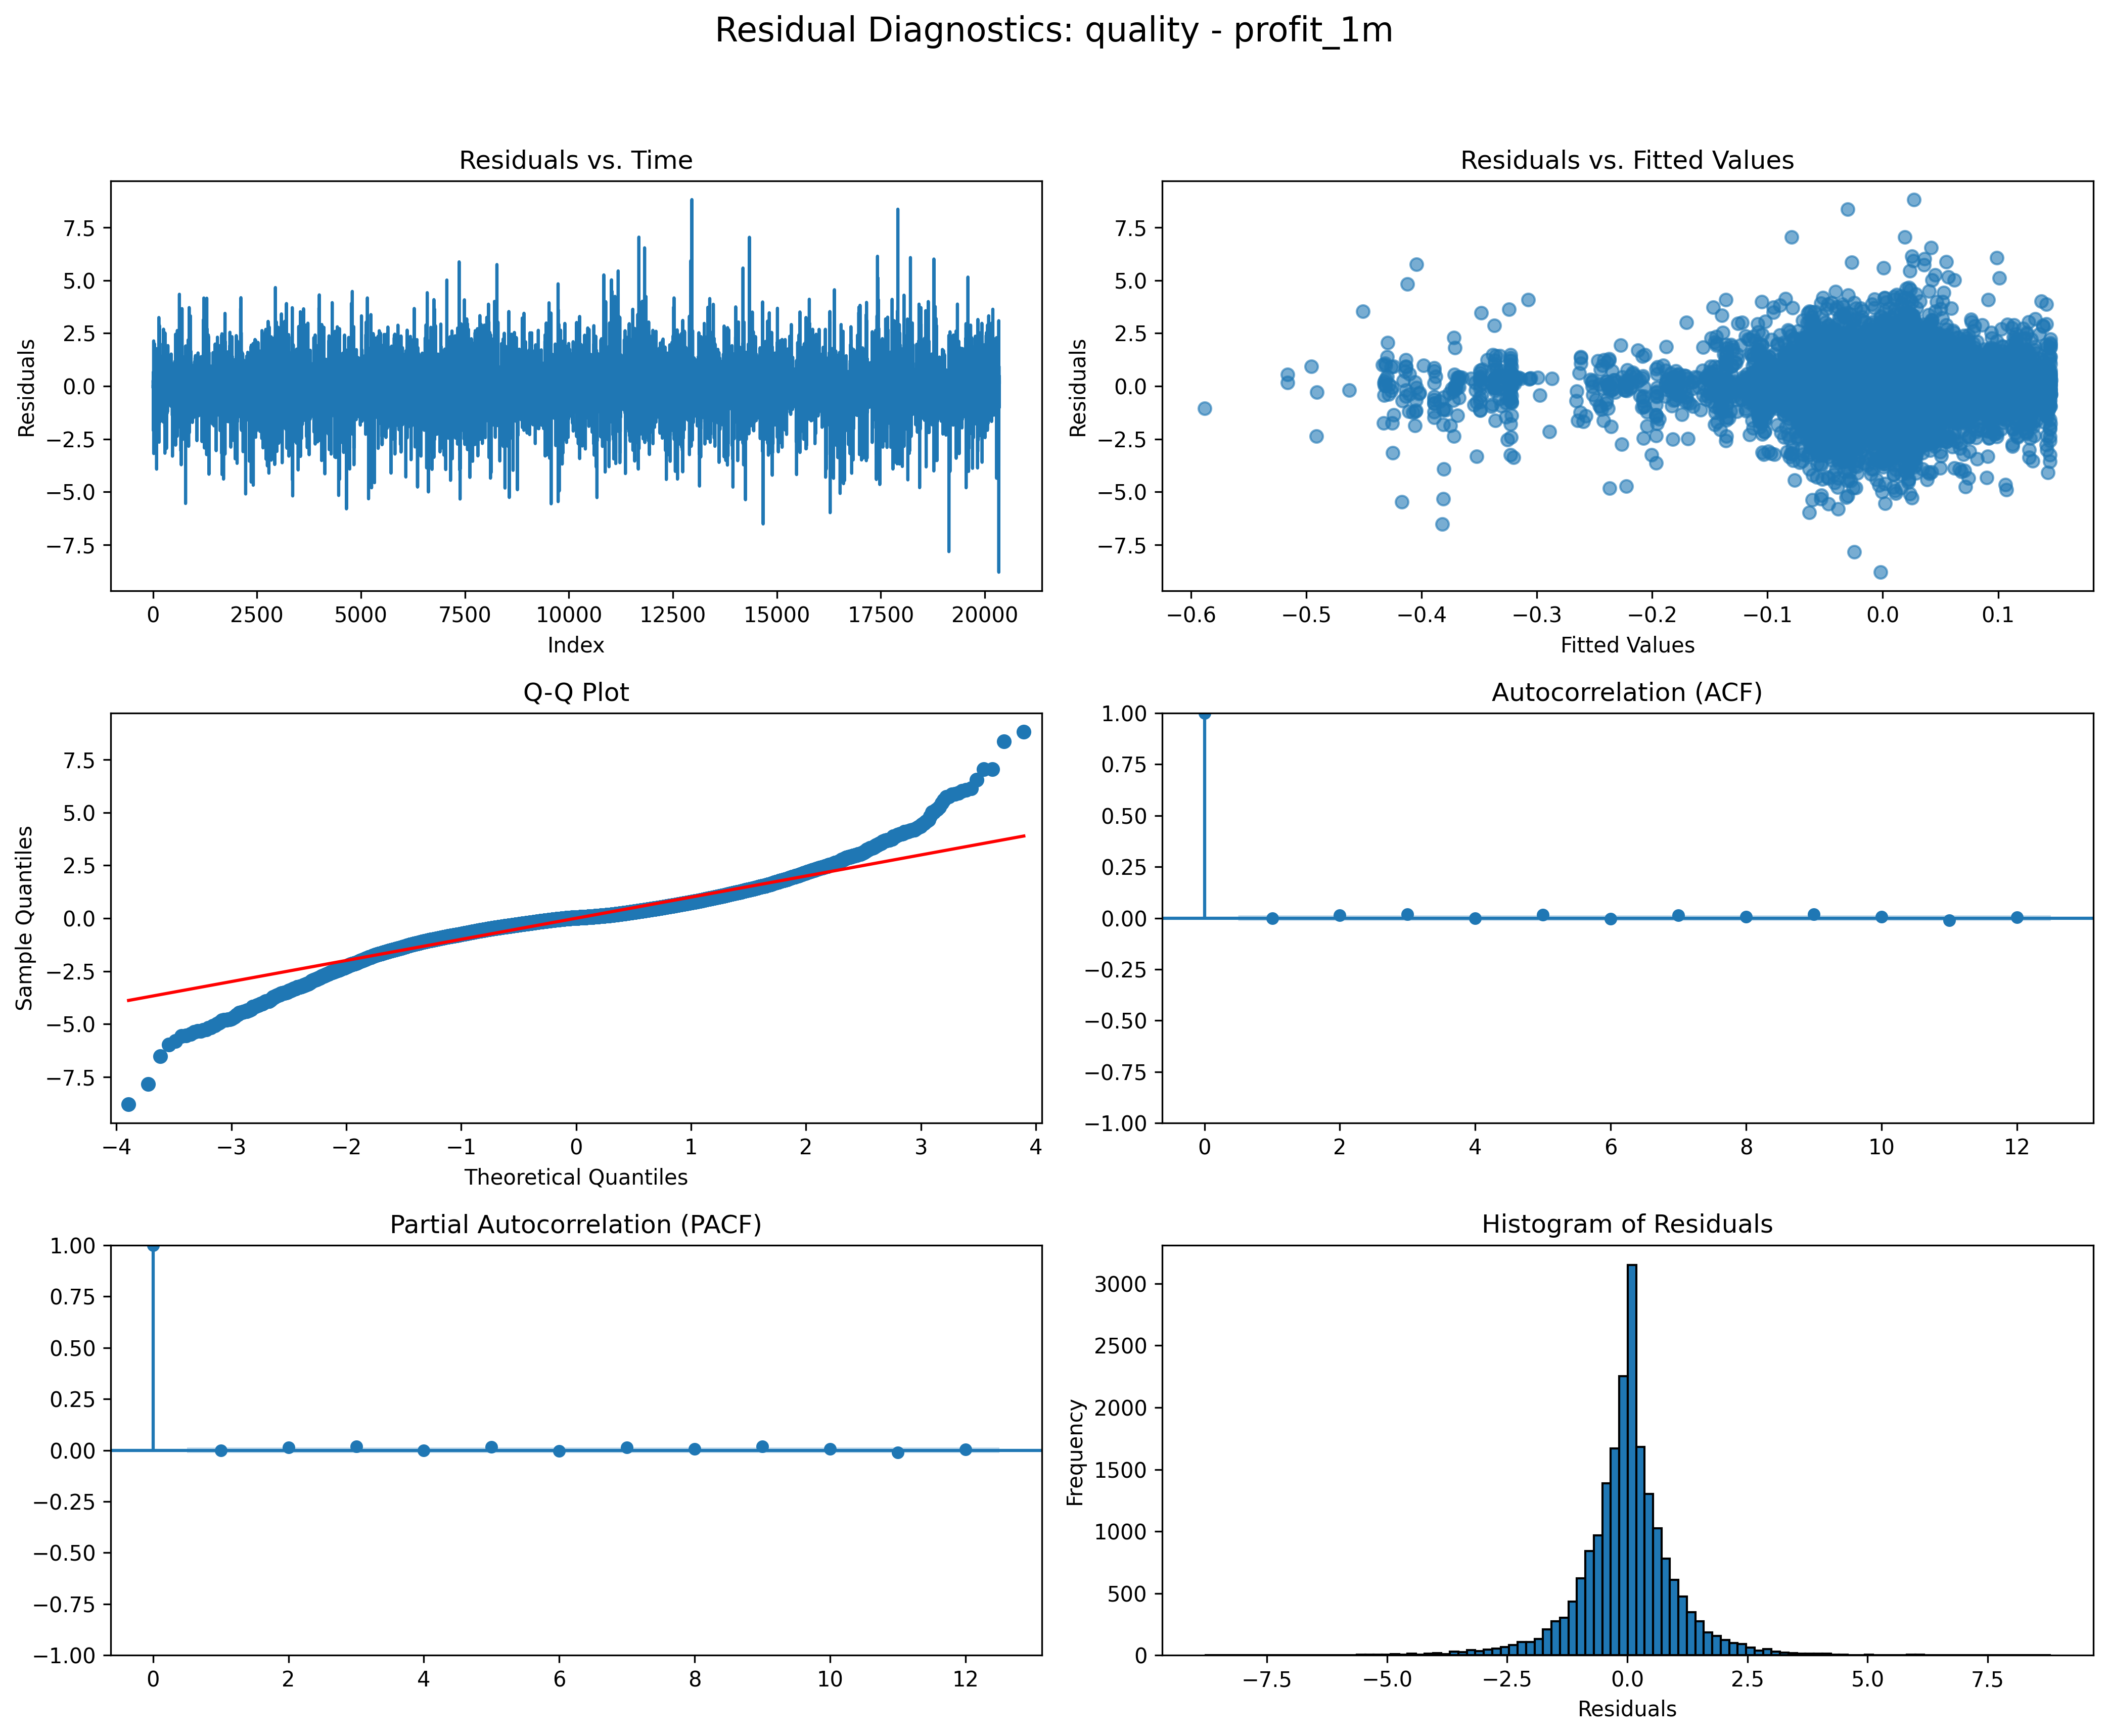 Residual Diagnostics: quality - profit_1m
Residuals vs. Time
Residuals
7.5
5.0
2.5
0.0
−2.5
−5.0
−7.5
0 2500 5000 7500 10000 12500 15000 17500 20000
Index
Residuals vs. Fitted Values
Residuals
7.5
5.0
2.5
0.0
−2.5
−5.0
−7.5
−0.6 −0.5 −0.4 −0.3 −0.2 −0.1 0.0 0.1
Fitted Values
Q-Q Plot
Sample Quantiles
7.5
5.0
2.5
0.0
−2.5
−5.0
−7.5
−4 −3 −2 −1 0 1 2 3 4
Theoretical Quantiles
Autocorrelation (ACF)
1.00
0.75
0.50
0.25
0.00
−0.25
−0.50
−0.75
−1.00
0 2 4 6 8 10 12
Partial Autocorrelation (PACF)
1.00
0.75
0.50
0.25
0.00
−0.25
−0.50
−0.75
−1.00
0 2 4 6 8 10 12
Histogram of Residuals
Frequency
3000
2500
2000
1500
1000
500
0
−7.5 −5.0 −2.5 0.0 2.5 5.0 7.5
Residuals